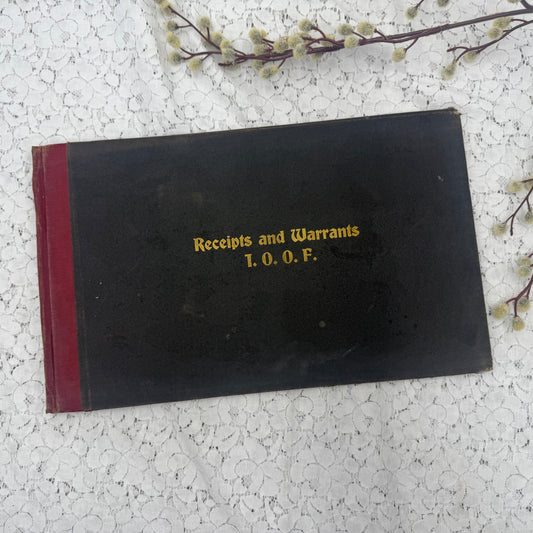 Receipts and Warrants
I. O. O. F.